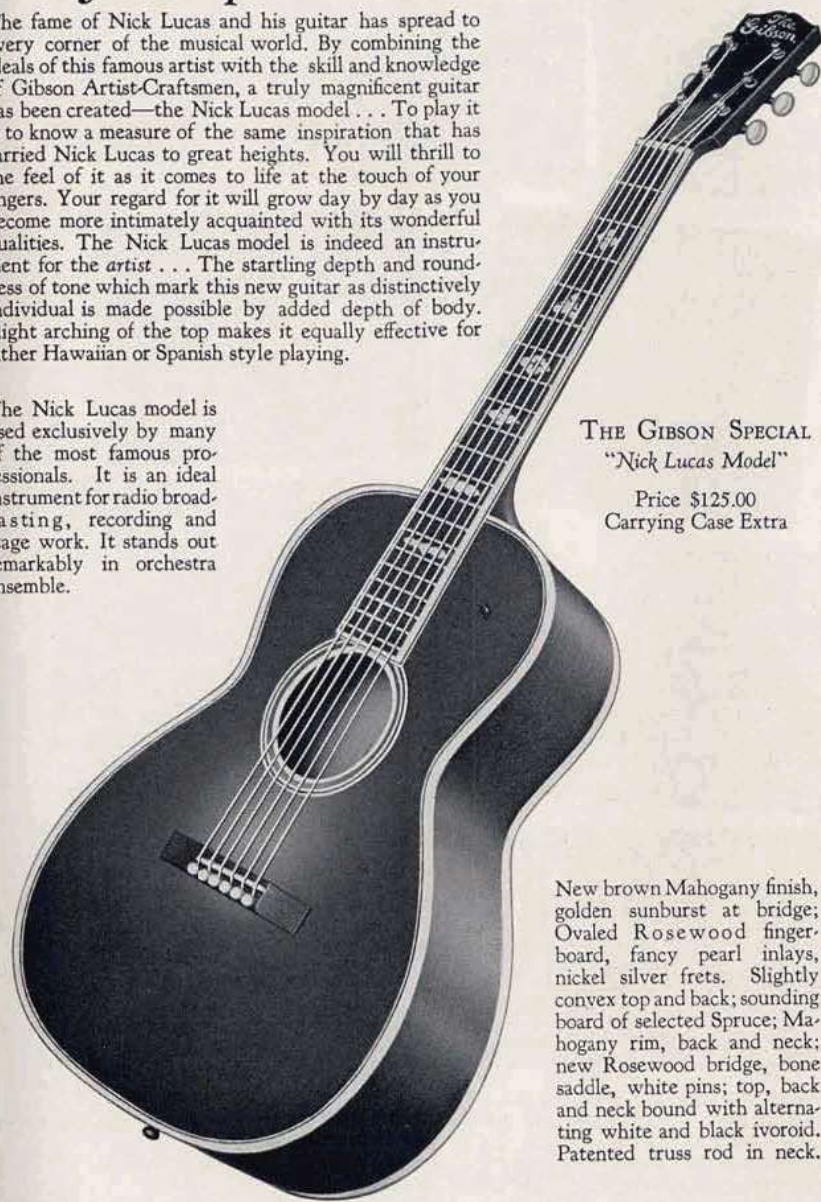 The Gibson
he fame of Nick Lucas and his guitar has spread to
very corner of the musical world. By combining the
deals of this famous artist with the skill and knowledge
f Gibson Artist-Craftsmen, a truly magnificent guitar
as been created—the Nick Lucas model . . . To play it
to know a measure of the same inspiration that has
arried Nick Lucas to great heights. You will thrill to
he feel of it as it comes to life at the touch of your
ngers. Your regard for it will grow day by day as you
ecome more intimately acquainted with its wonderful
ualities. The Nick Lucas model is indeed an instru-
ent for the artist . . . The startling depth and round-
ess of tone which mark this new guitar as distinctively
ndividual is made possible by added depth of body.
light arching of the top makes it equally effective for
ither Hawaiian or Spanish style playing.
he Nick Lucas model is
sed exclusively by many
f the most famous pro-
essionals. It is an ideal
nstrument for radio broad-
asting, recording and
tage work. It stands out
emarkably in orchestra
nsemble.
THE GIBSON SPECIAL
"Nick Lucas Model"
Price $125.00
Carrying Case Extra
New brown Mahogany finish,
golden sunburst at bridge;
Ovaled Rosewood finger-
board, fancy pearl inlays,
nickel silver frets. Slightly
convex top and back; sounding
board of selected Spruce; Ma-
hogany rim, back and neck;
new Rosewood bridge, bone
saddle, white pins; top, back
and neck bound with alterna-
ting white and black ivoroid.
Patented truss rod in neck.